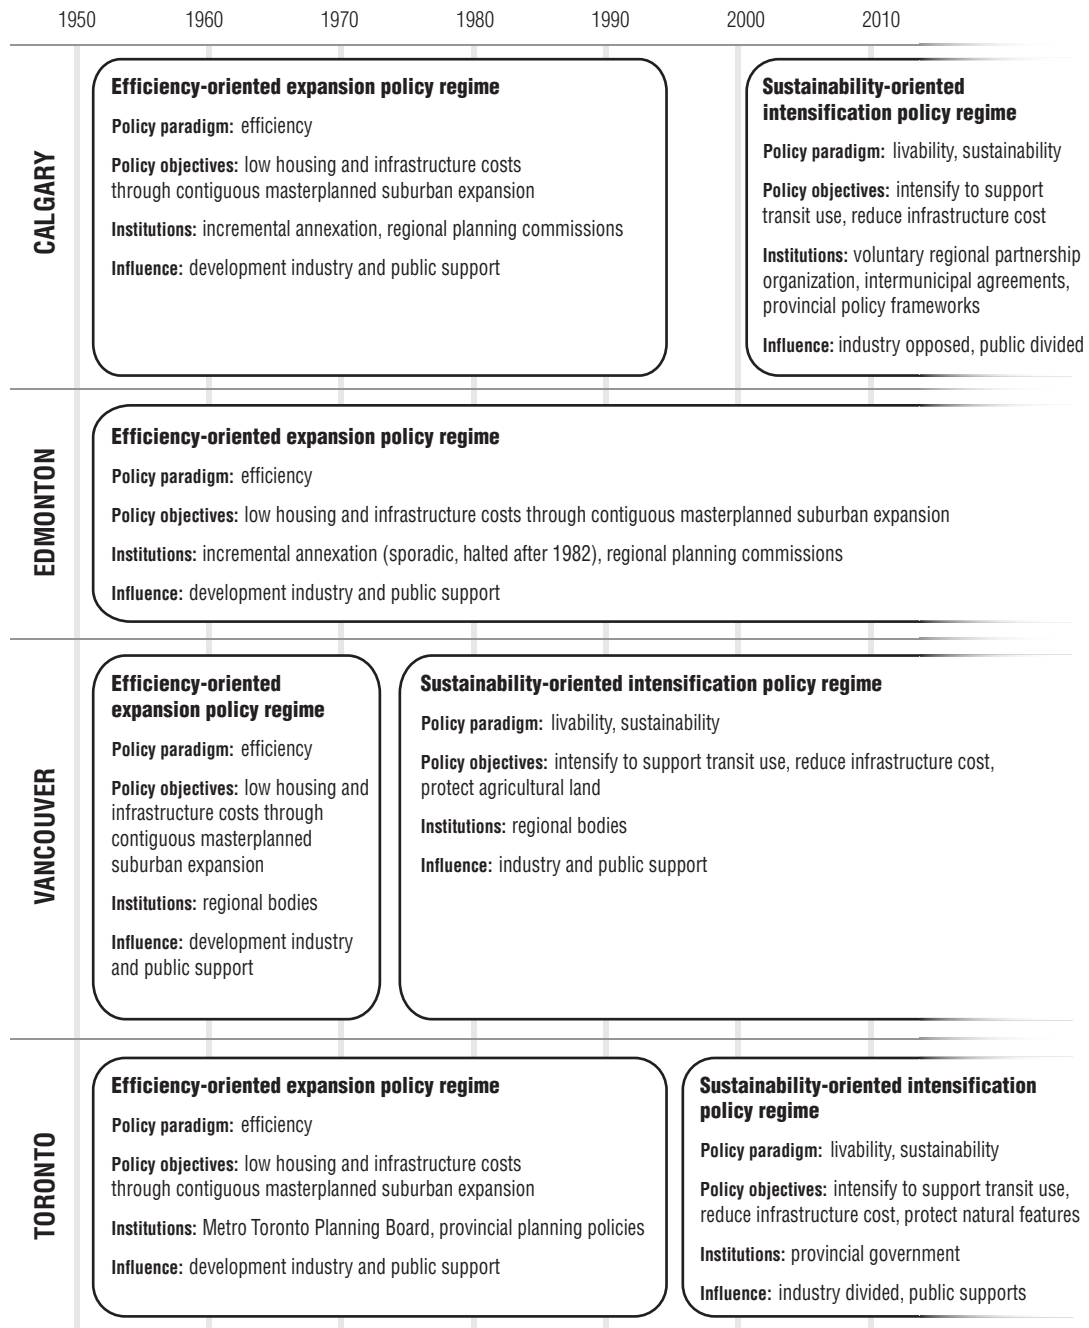 1950 1960 1970 1980 1990 2000 2010
CALGARY
Efficiency-oriented expansion policy regime
Policy paradigm: efficiency
Policy objectives: low housing and infrastructure costs
through contiguous masterplanned suburban expansion
Institutions: incremental annexation, regional planning commissions
Influence: development industry and public support
Sustainability-oriented
intensification policy regime
Policy paradigm: livability, sustainability
Policy objectives: intensify to support
transit use, reduce infrastructure cost
Institutions: voluntary regional partnership
organization, intermunicipal agreements,
provincial policy frameworks
Influence: industry opposed, public divided
EDMONTON
Efficiency-oriented expansion policy regime
Policy paradigm: efficiency
Policy objectives: low housing and infrastructure costs through contiguous masterplanned suburban expansion
Institutions: incremental annexation (sporadic, halted after 1982), regional planning commissions
Influence: development industry and public support
VANCOUVER
Efficiency-oriented
expansion policy regime
Policy paradigm: efficiency
Policy objectives: low housing and
infrastructure costs through
contiguous masterplanned
suburban expansion
Institutions: regional bodies
Influence: development industry
and public support
Sustainability-oriented intensification policy regime
Policy paradigm: livability, sustainability
Policy objectives: intensify to support transit use, reduce infrastructure cost,
protect agricultural land
Institutions: regional bodies
Influence: industry and public support
TORONTO
Efficiency-oriented expansion policy regime
Policy paradigm: efficiency
Policy objectives: low housing and infrastructure costs
through contiguous masterplanned suburban expansion
Institutions: Metro Toronto Planning Board, provincial planning policies
Influence: development industry and public support
Sustainability-oriented intensification
policy regime
Policy paradigm: livability, sustainability
Policy objectives: intensify to support transit use,
reduce infrastructure cost, protect natural features
Institutions: provincial government
Influence: industry divided, public supports